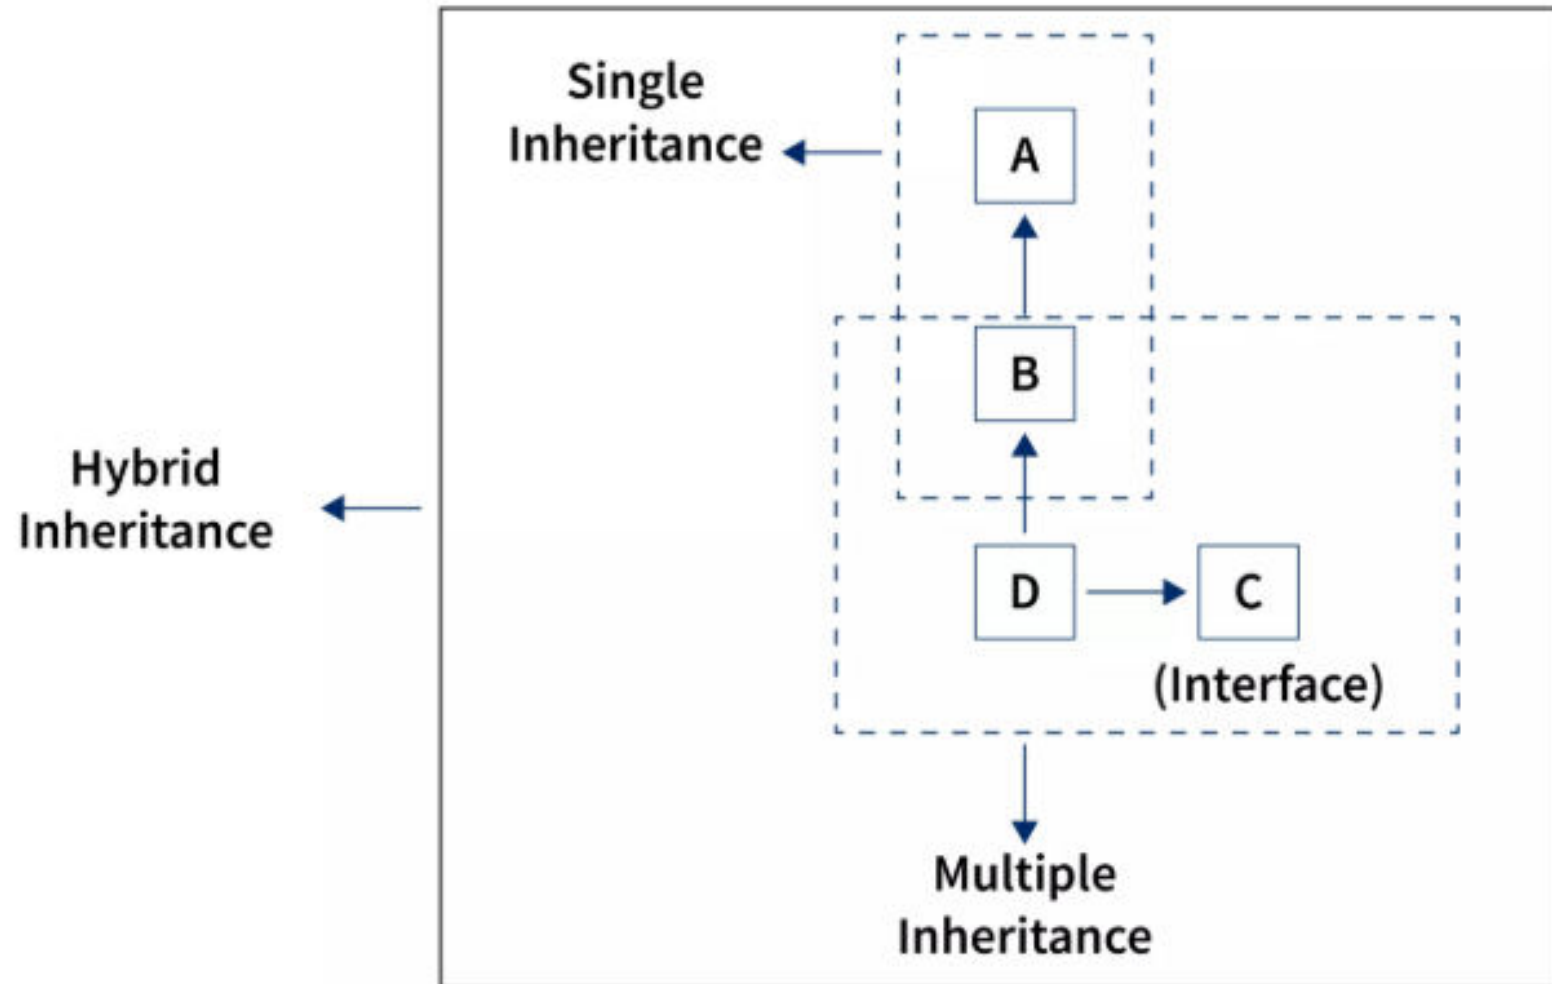 Single
Inheritance
A
B
Hybrid
Inheritance
D
C
(Interface)
Multiple
Inheritance